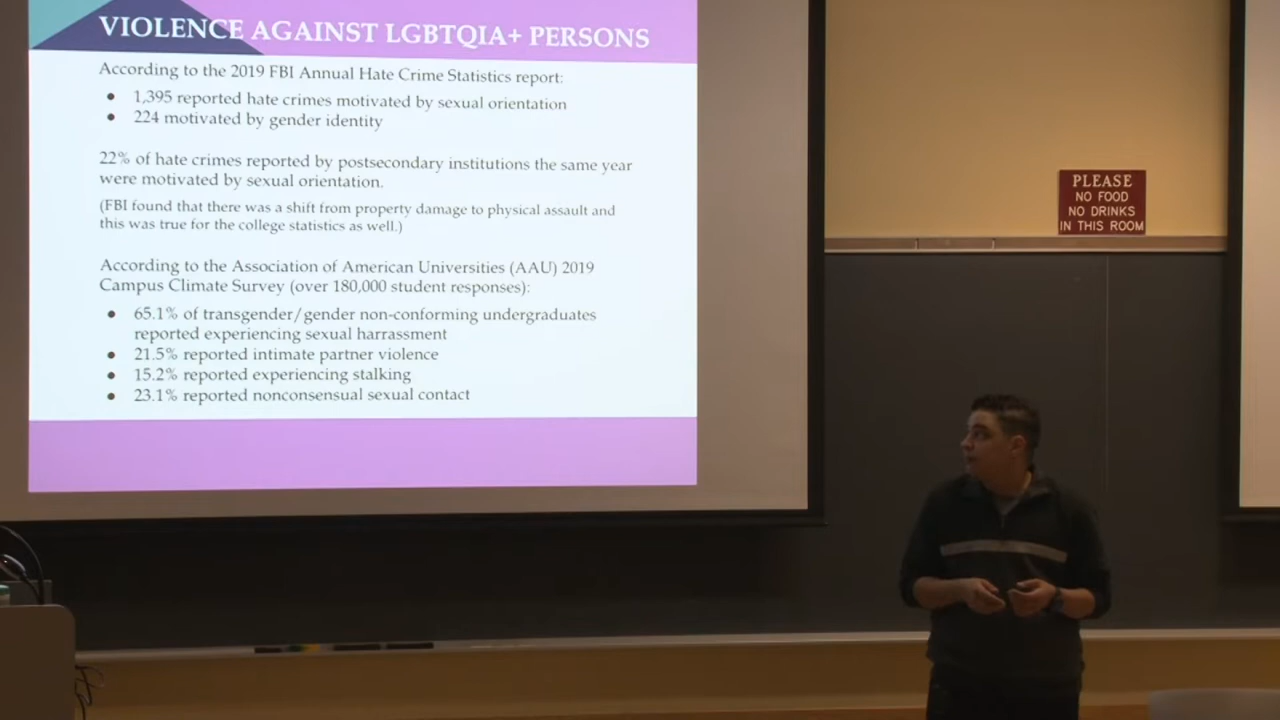 VIOLENCE AGAINST LGBTQIA+ PERSONS
According to the 2019 FBI Annual Hate Crime Statistics report:
● 1,395 reported hate crimes motivated by sexual orientation
● 224 motivated by gender identity
22% of hate crimes reported by postsecondary institutions the same year
were motivated by sexual orientation.
(FBI found that there was a shift from property damage to physical assault and
this was true for the college statistics as well.)
According to the Association of American Universities (AAU) 2019
Campus Climate Survey (over 180,000 student responses):
● 65.1% of transgender/gender non-conforming undergraduates
reported experiencing sexual harrassment
● 21.5% reported intimate partner violence
● 15.2% reported experiencing stalking
● 23.1% reported nonconsensual sexual contact
PLEASE
NO FOOD
NO DRINKS
IN THIS ROOM